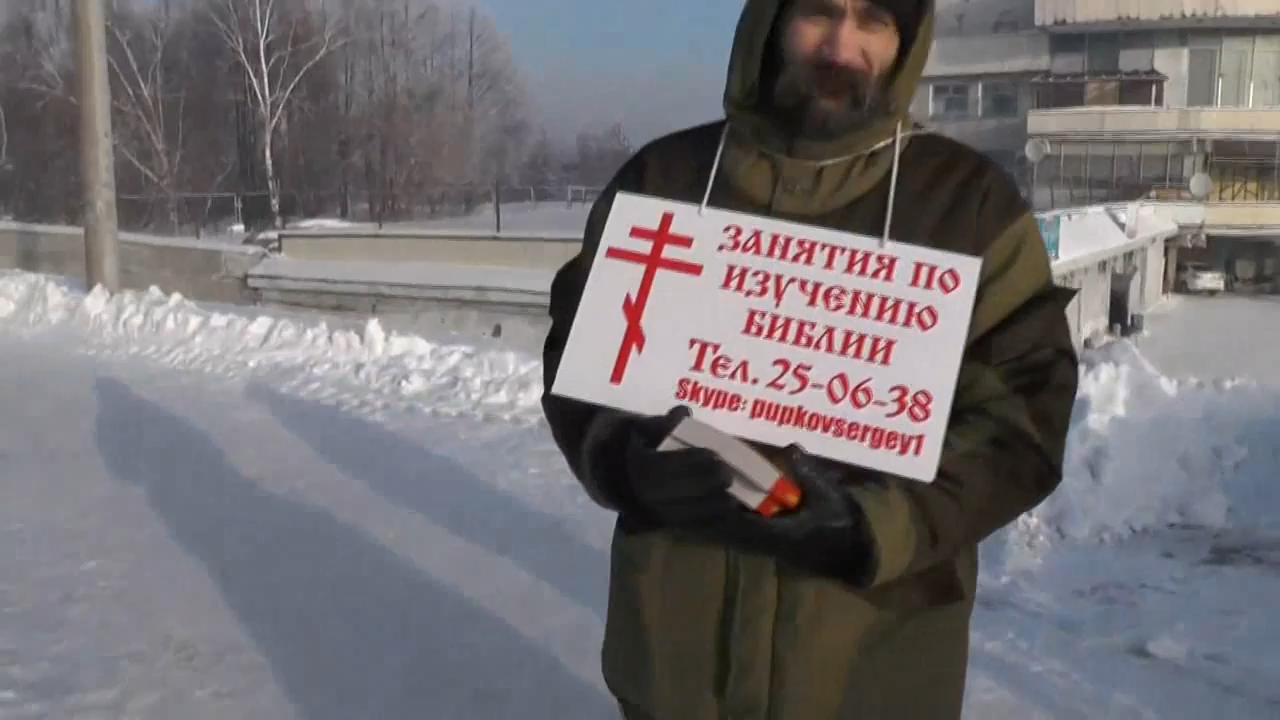 ЗАНЯТИЯ ПО
ИЗУЧЕНИЮ
БИБЛИИ
Тел. 25-06-38
skype: pupkovsergey1